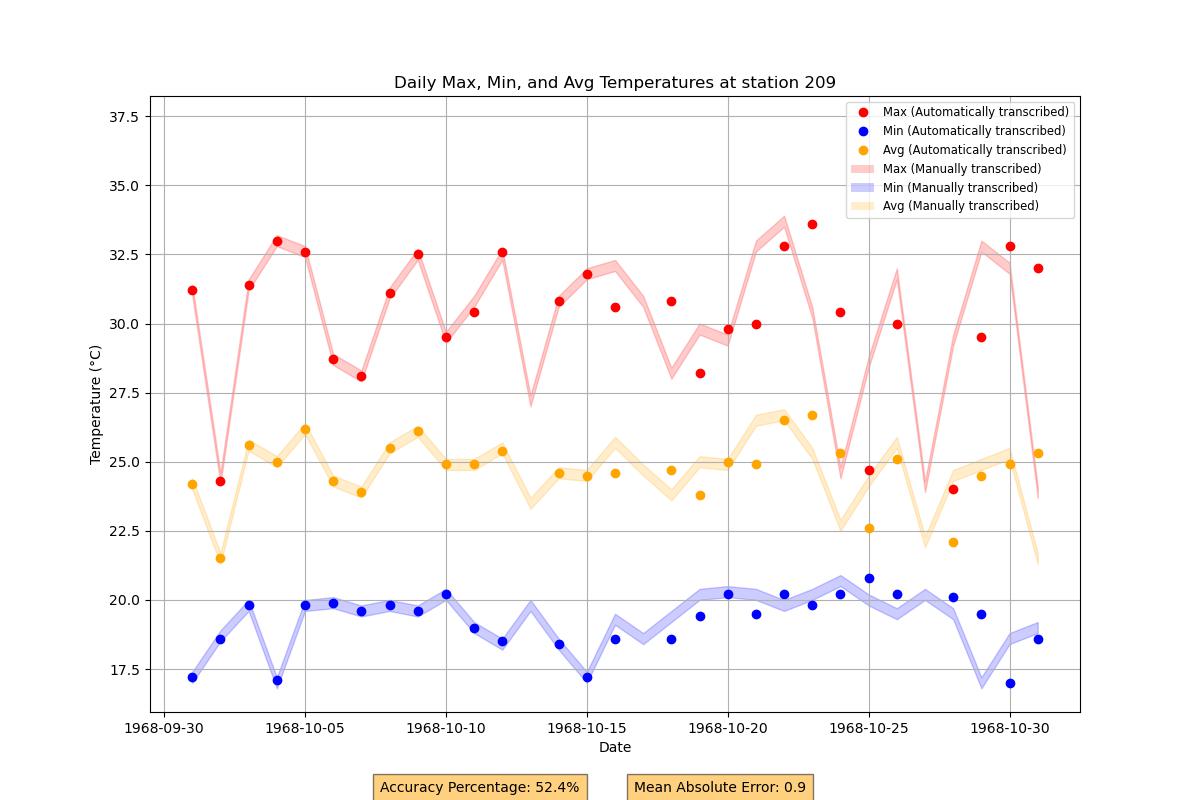 Daily Max, Min, and Avg Temperatures at station 209
Max (Automatically transcribed)
Min (Automatically transcribed)
Avg (Automatically transcribed)
Max (Manually transcribed)
Min (Manually transcribed)
Avg (Manually transcribed)
Temperature (°C)
37.5
35.0
32.5
30.0
27.5
25.0
22.5
20.0
17.5
1968-09-30 1968-10-05 1968-10-10 1968-10-15 1968-10-20 1968-10-25 1968-10-30
Date
Accuracy Percentage: 52.4% Mean Absolute Error: 0.9